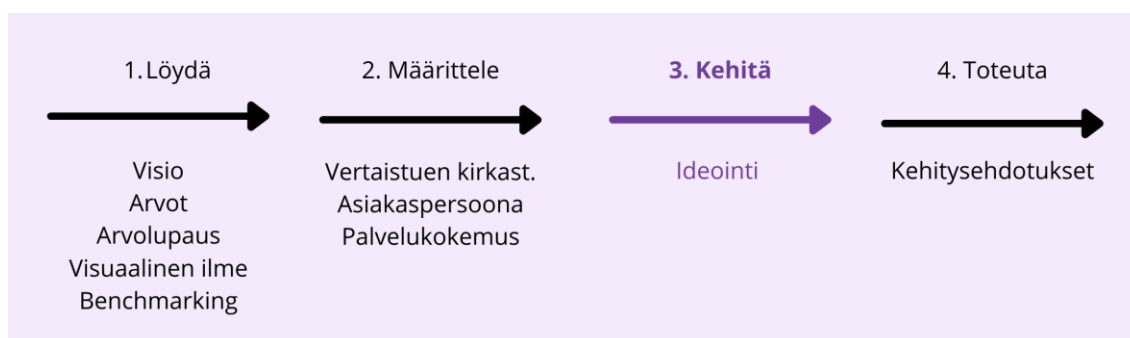 1.Löydä
Visio
Arvot
Arvolupaus
Visuaalinen ilme
Benchmarking
2. Määrittele
Vertaistuen kirkast.
Asiakaspersoona
Palvelukokemus
3. Kehitä
Ideointi
4. Toteuta
Kehitysehdotukset